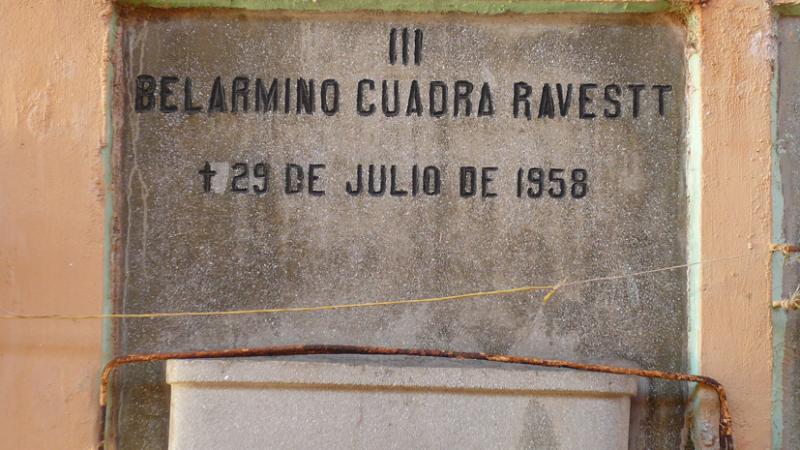 III
BELARMINO CUADRA RAVESTT
† 29 DE JULIO DE 1958